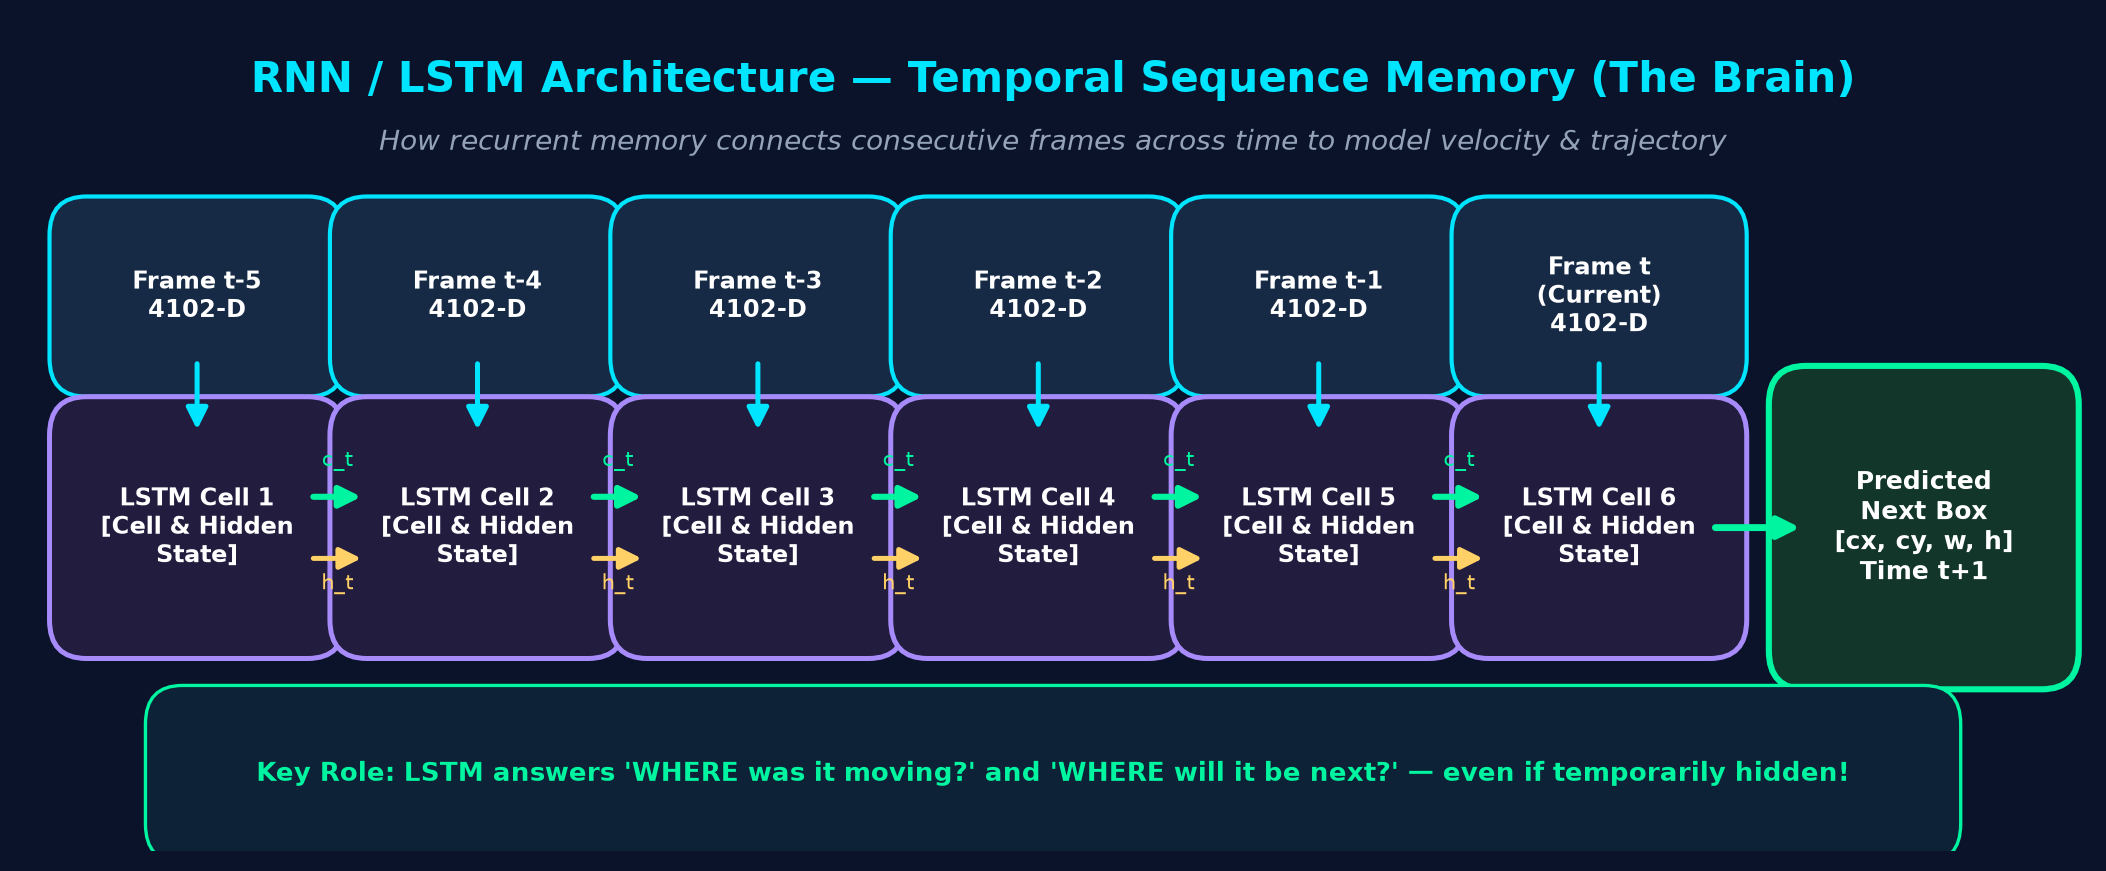 RNN / LSTM Architecture — Temporal Sequence Memory (The Brain)
How recurrent memory connects consecutive frames across time to model velocity & trajectory
Frame t-5
4102-D
Frame t-4
4102-D
Frame t-3
4102-D
Frame t-2
4102-D
Frame t-1
4102-D
Frame t
(Current)
4102-D
LSTM Cell 1
[Cell & Hidden
State]
c_t
h_t
LSTM Cell 2
[Cell & Hidden
State]
c_t
h_t
LSTM Cell 3
[Cell & Hidden
State]
c_t
h_t
LSTM Cell 4
[Cell & Hidden
State]
c_t
h_t
LSTM Cell 5
[Cell & Hidden
State]
c_t
h_t
LSTM Cell 6
[Cell & Hidden
State]
Predicted
Next Box
[cx, cy, w, h]
Time t+1
Key Role: LSTM answers 'WHERE was it moving?' and 'WHERE will it be next?' — even if temporarily hidden!